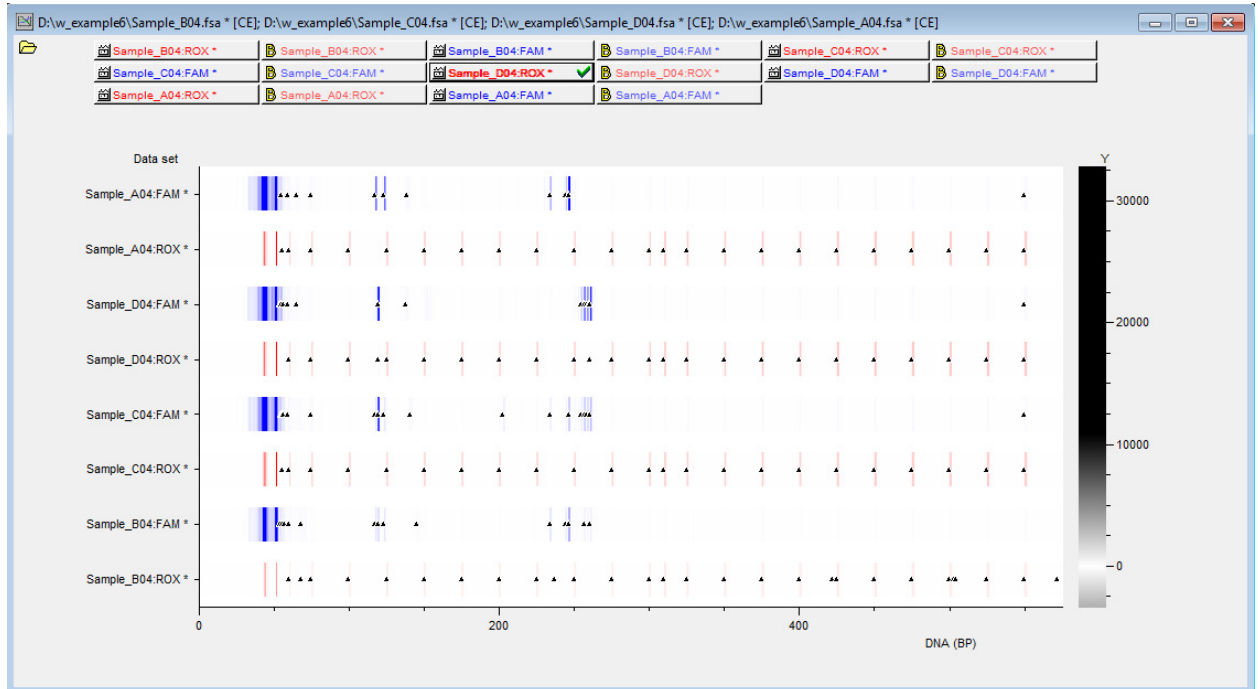 D:\w_example6\Sample_B04.fsa * [CE]; D:\w_example6\Sample_C04.fsa * [CE]; D:\w_example6\Sample_D04.fsa * [CE]; D:\w_example6\Sample_A04.fsa * [CE]
Sample_B04:ROX * B Sample_B04:ROX * Sample_B04:FAM * B Sample_B04:FAM * Sample_C04:ROX * B Sample_C04:ROX *
Sample_C04:FAM * B Sample_C04:FAM * Sample_D04:ROX * B Sample_D04:ROX * Sample_D04:FAM * B Sample_D04:FAM *
Sample_A04:ROX * B Sample_A04:ROX * Sample_A04:FAM * B Sample_A04:FAM *
Data set Y
Sample_A04:FAM *
30000
Sample_A04:ROX *
Sample_D04:FAM *
20000
Sample_D04:ROX *
Sample_C04:FAM *
10000
Sample_C04:ROX *
Sample_B04:FAM *
0
Sample_B04:ROX *
0 200 400
DNA (BP)